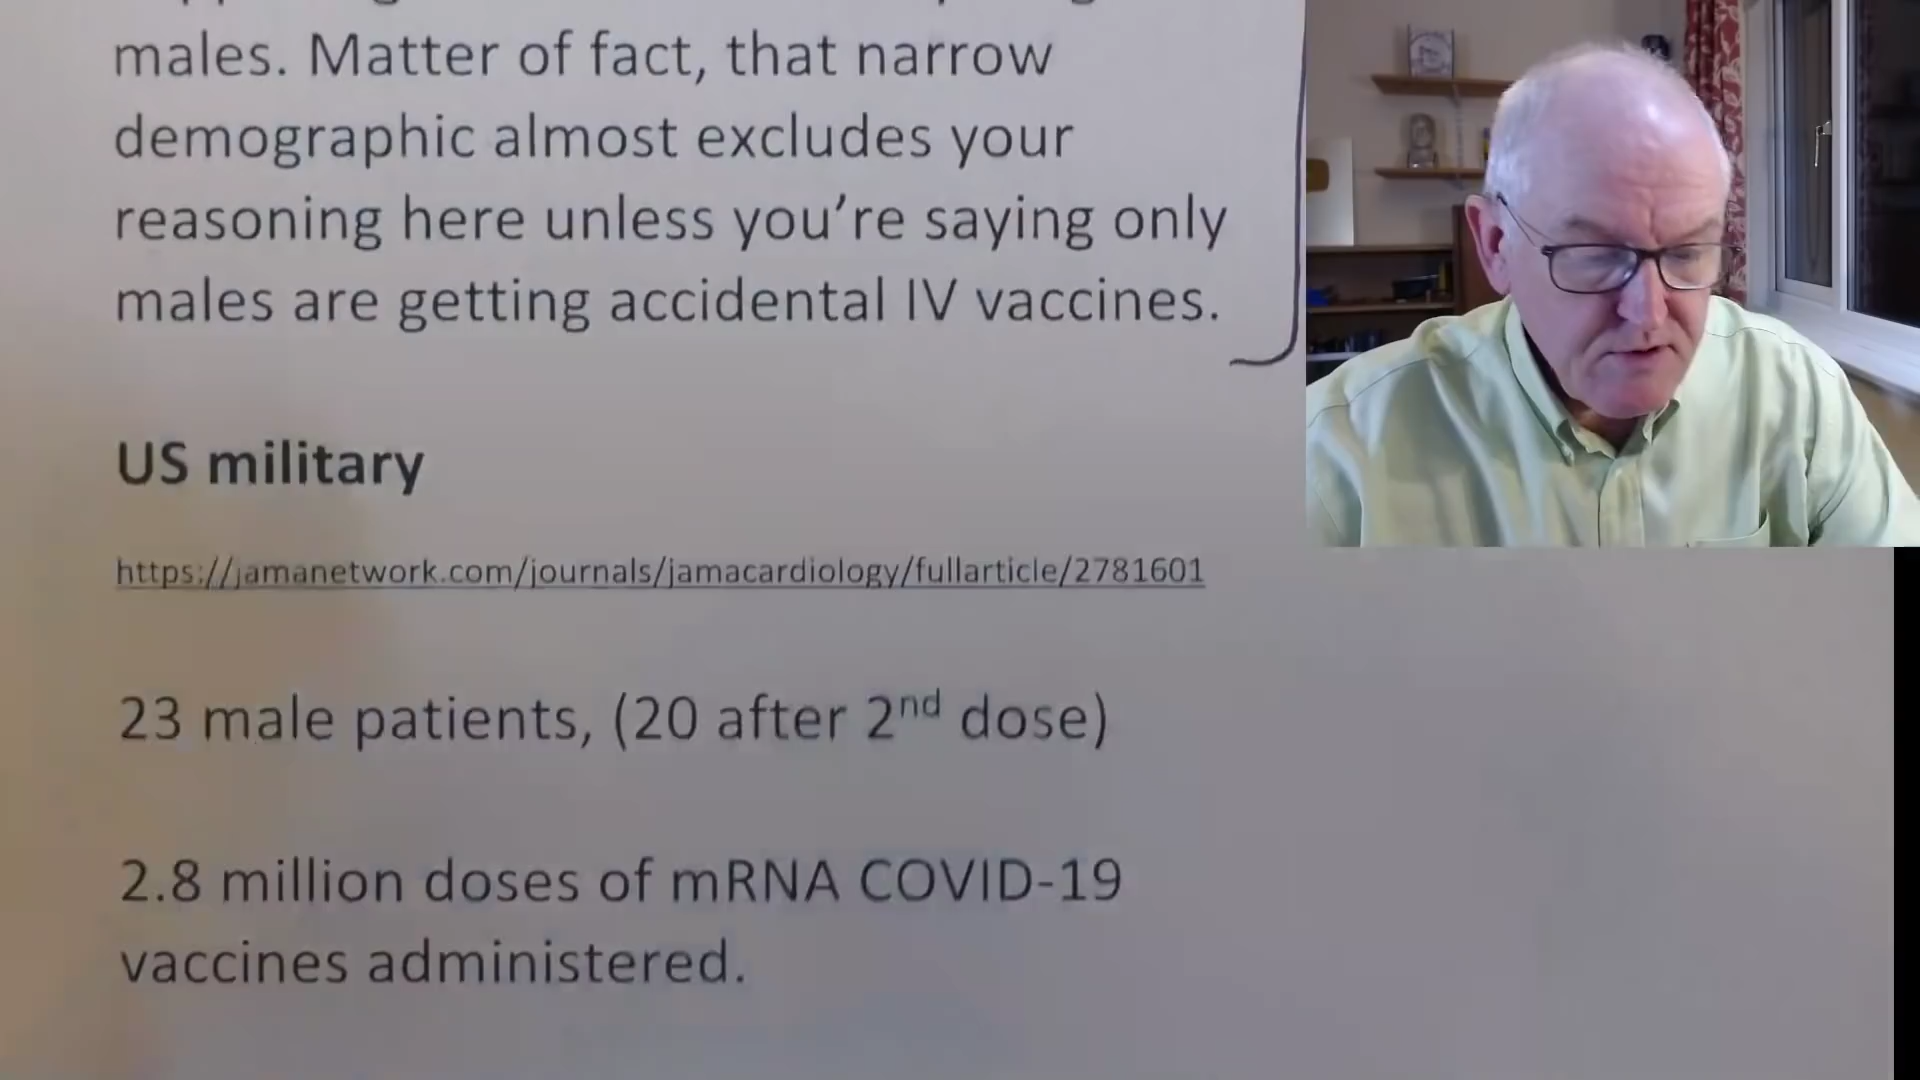 males. Matter of fact, that narrow
demographic almost excludes your
reasoning here unless you’re saying only
males are getting accidental IV vaccines.
US military
https://jamanetwork.com/journals/jamacardiology/fullarticle/2781601
23 male patients, (20 after 2nd dose)
2.8 million doses of mRNA COVID-19
vaccines administered.